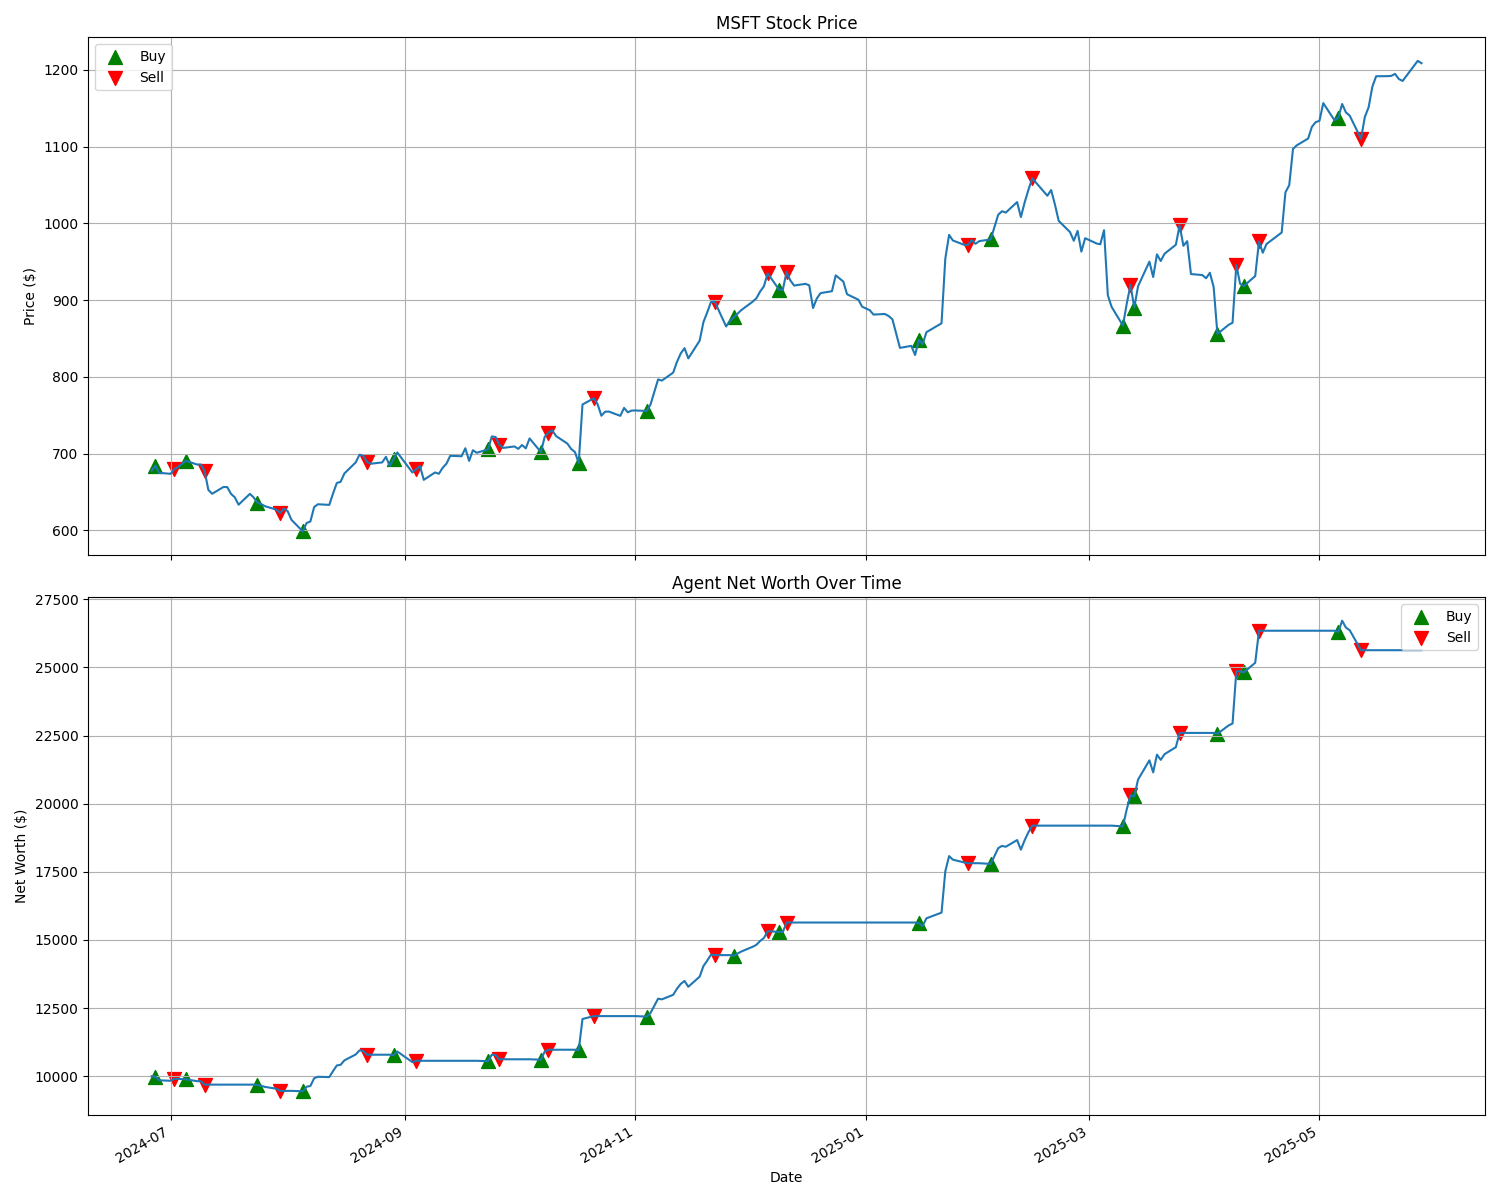 MSFT Stock Price
Buy
Sell
1200
1100
1000
900
800
700
600
Price ($)
Agent Net Worth Over Time
Buy
Sell
27500
25000
22500
20000
17500
15000
12500
10000
Net Worth ($)
2024-07
2024-09
2024-11
2025-01
2025-03
2025-05
Date